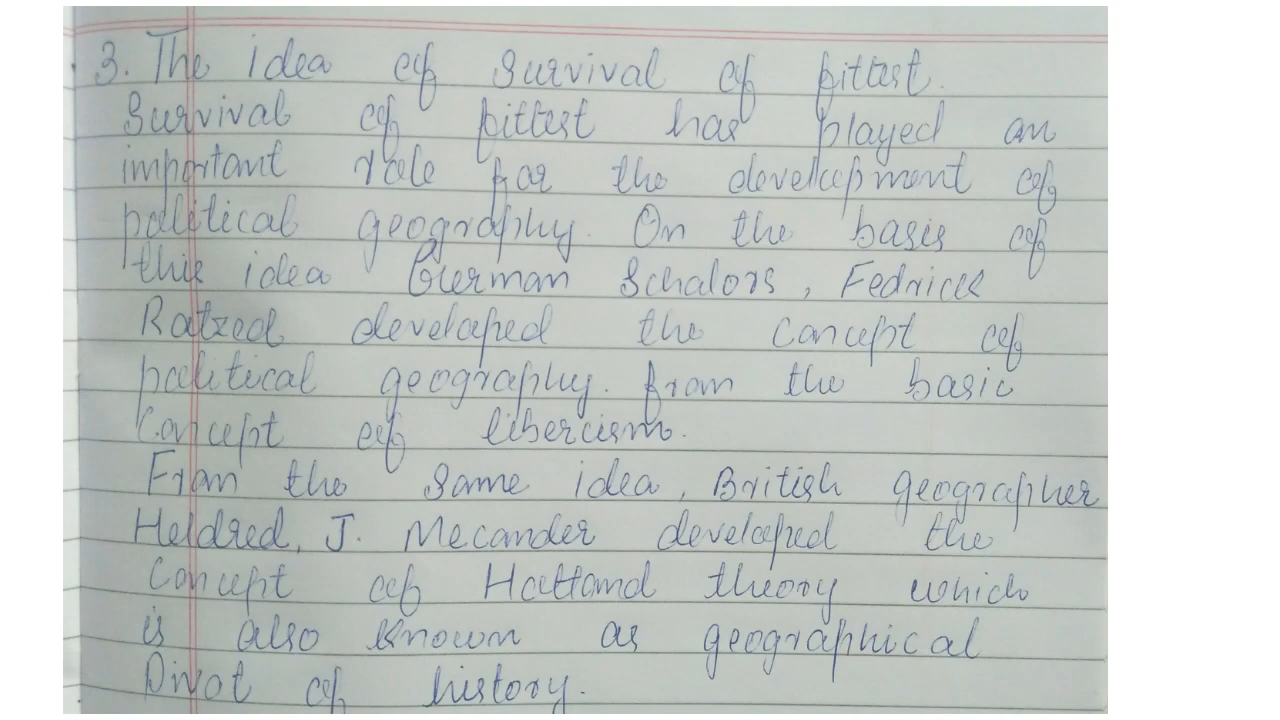 3. The idea of Survival of fittest.
Survival of fittest has played an
important role for the development of
political geography. On the basis of
this idea German Schalors, Fedrick
Ratzed developed the concept of
political geography. from the basic
Concept of libercism.
From the same idea, British geographer
Heldred, J. Mecander developed the
Concept of Hattand theory which
is also known as geographical
Pivot of history.